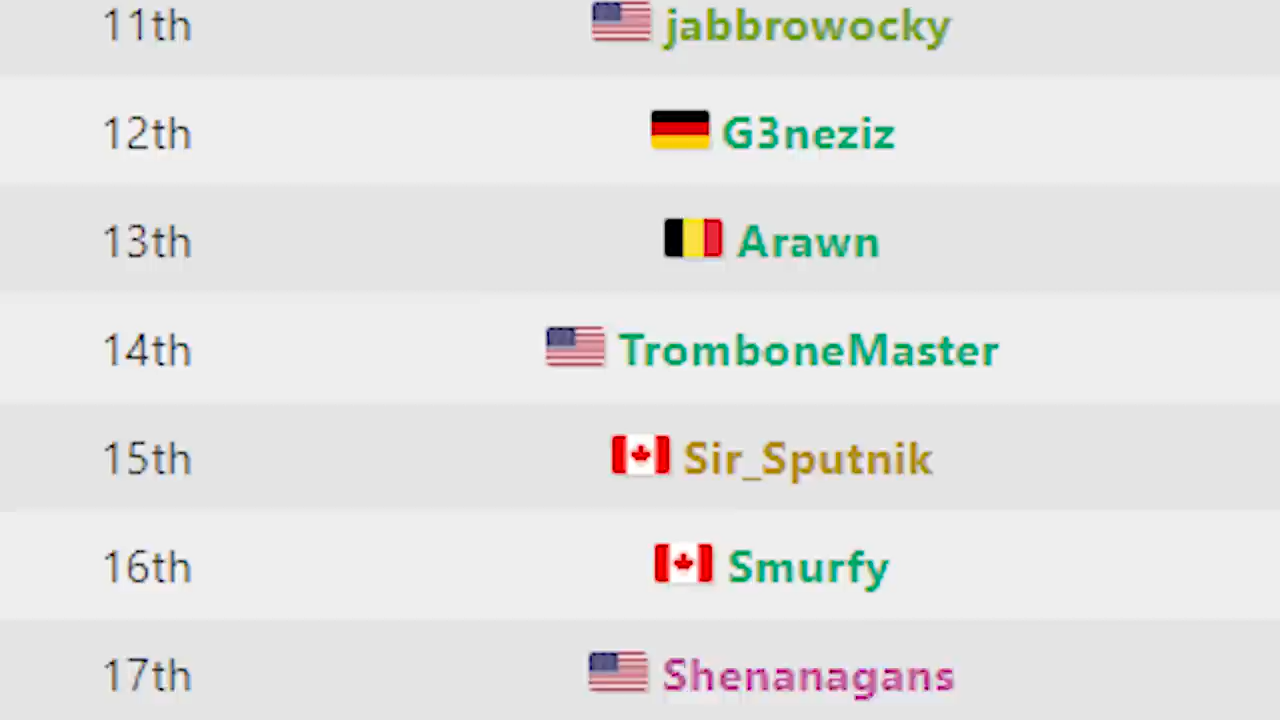 11th jabbrowocky
12th G3neziz
13th Arawn
14th TromboneMaster
15th Sir_Sputnik
16th Smurfy
17th Shenanagans